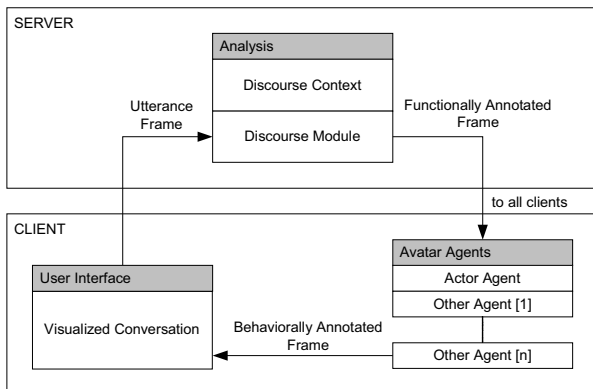 SERVER
Analysis
Discourse Context
Discourse Module
Utterance
Frame
Functionally Annotated
Frame
to all clients
CLIENT
Avatar Agents
Actor Agent
Other Agent [1]
Other Agent [n]
User Interface
Visualized Conversation
Behaviorally Annotated
Frame